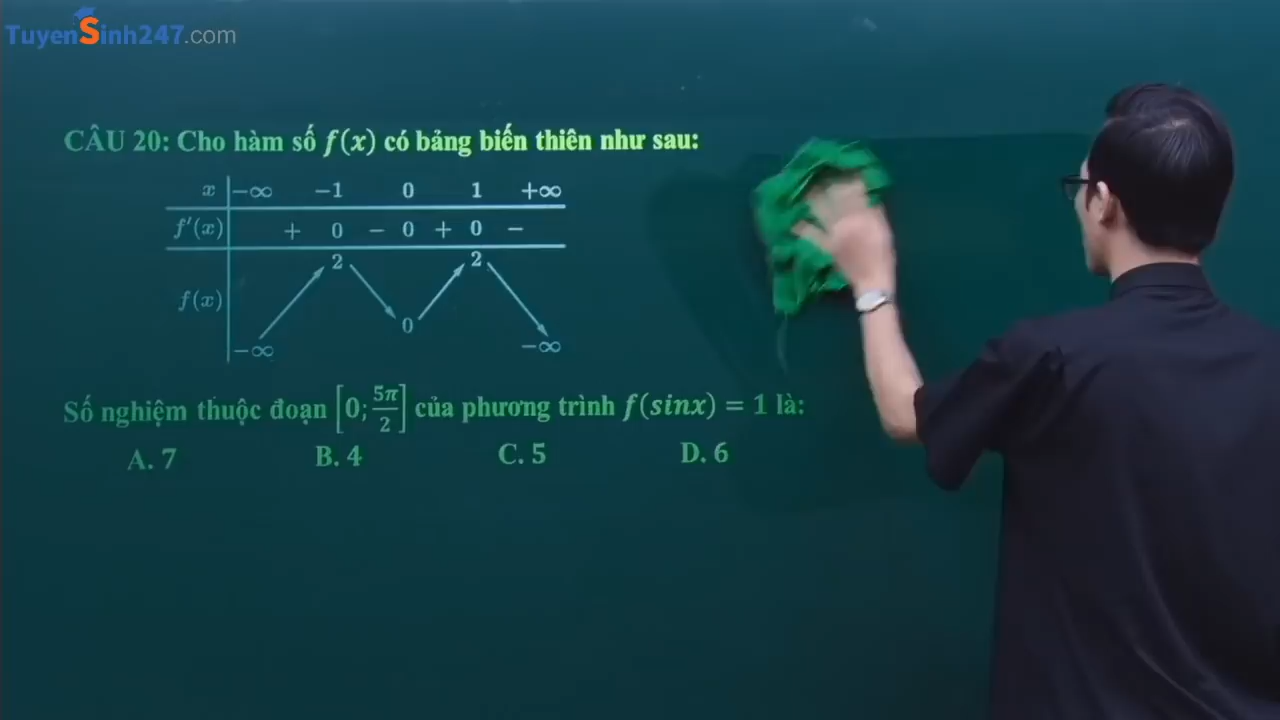 TuyenSinh247.com
CÂU 20: Cho hàm số f(x) có bảng biến thiên như sau:
x −∞ −1 0 1 +∞
f′(x) + 0 − 0 + 0 −
2 2
f(x)
0
−∞ −∞
Số nghiệm thuộc đoạn [0; 5π/2] của phương trình f(sinx) = 1 là:
A. 7 B. 4 C. 5 D. 6